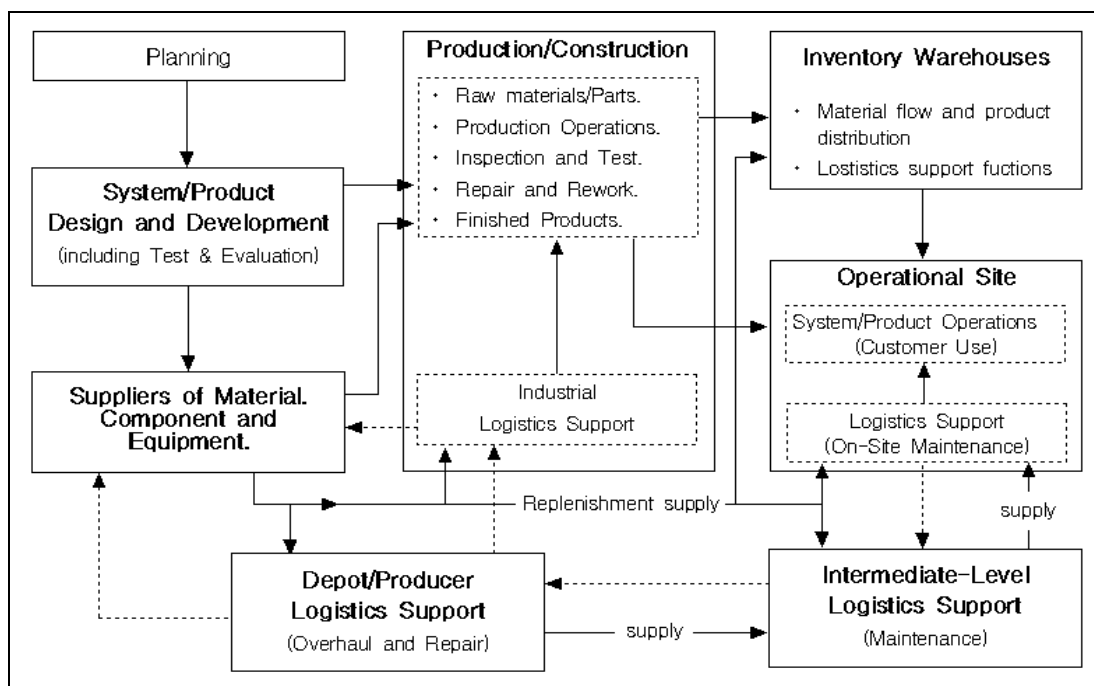 Planning
System/Product
Design and Development
(including Test & Evaluation)
Suppliers of Material.
Component and
Equipment.
Production/Construction
· Raw materials/Parts.
· Production Operations.
· Inspection and Test.
· Repair and Rework.
· Finished Products.
Industrial
Logistics Support
Inventory Warhouses
· Material flow and product
distribution
· Lostistics support fuctions
Operational Site
System/Product Operations
(Customer Use)
Logistics Support
(On-Site Maintenance)
Replenishment supply
supply
Depot/Producer
Logistics Support
(Overhaul and Repair)
supply
Intermediate-Level
Logistics Support
(Maintenance)